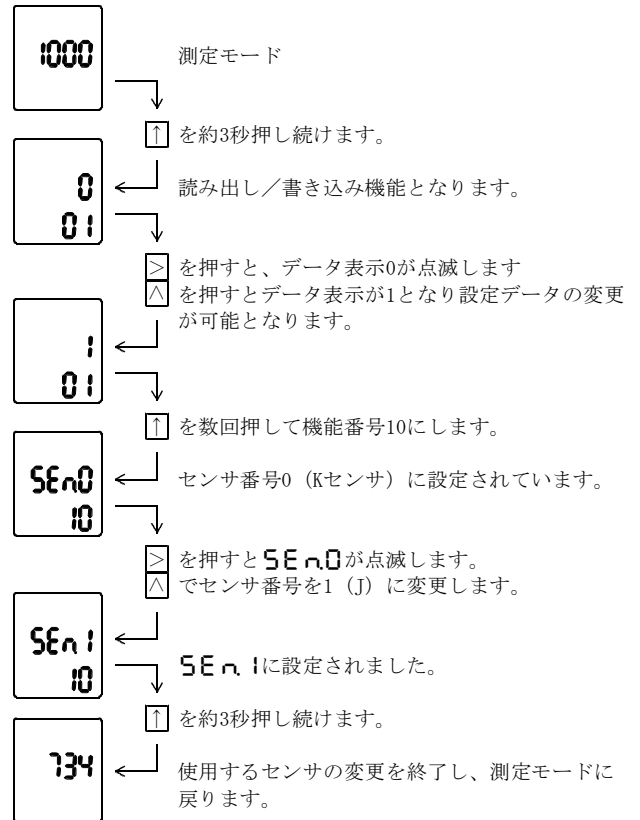 1000
測定モード
↑ を約3秒押し続けます。
0
読み出し／書き込み機能となります。
01
> を押すと、データ表示0が点滅します
∧ を押すとデータ表示が1となり設定データの変更
が可能となります。
1
01
↑ を数回押して機能番号10にします。
SEn0
センサ番号0（Kセンサ）に設定されています。
10
> を押すとSEn.0が点滅します。
∧ でセンサ番号を1（J）に変更します。
SEn1
10
SEn.1に設定されました。
↑ を約3秒押し続けます。
734
使用するセンサの変更を終了し、測定モードに
戻ります。